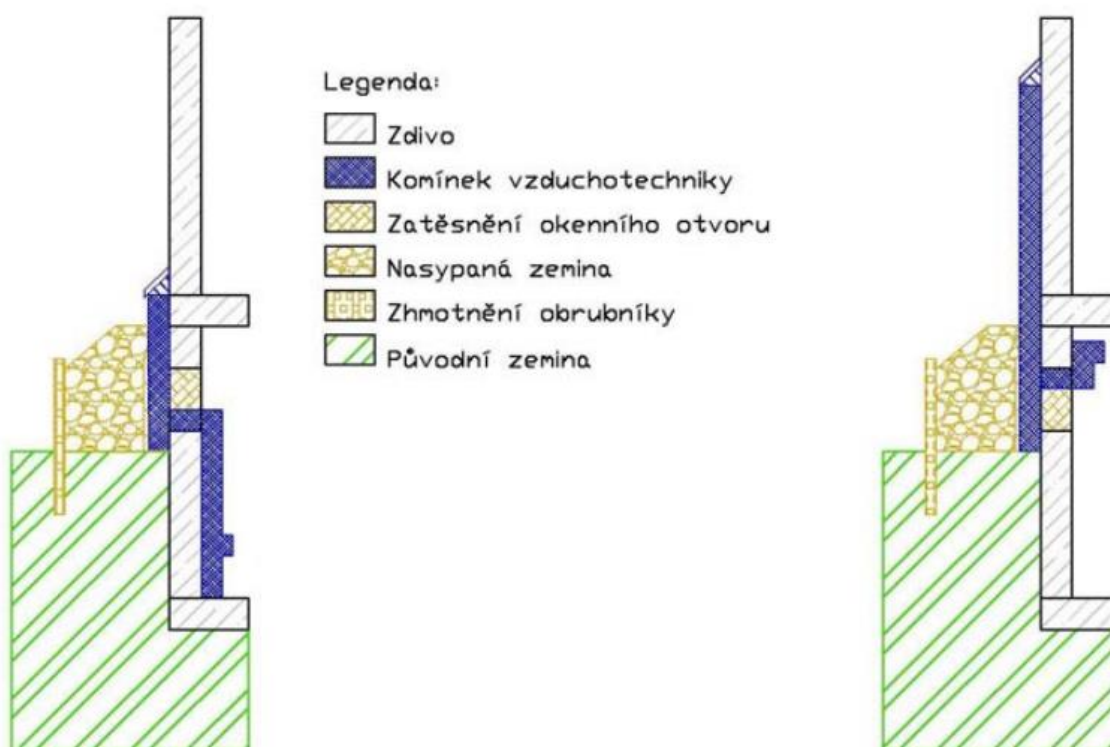 Legenda:
Zdivo
Komínek vzduchotechniky
Zatěsnění okenního otvoru
Nasypaná zemina
Zhmotnění obrubníky
Původní zemina